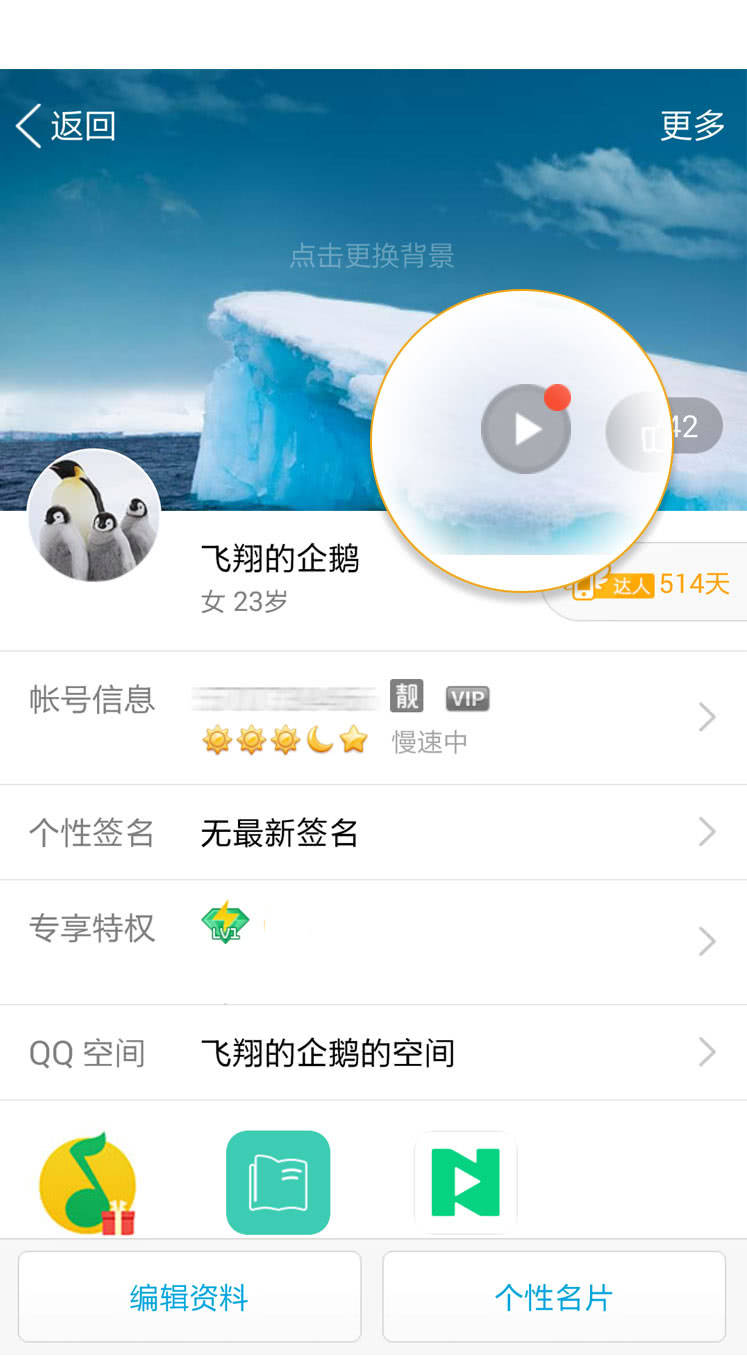 返回
更多
点击更换背景
42
飞翔的企鹅
女 23岁
达人 514天
帐号信息
靓 VIP
慢速中
个性签名 无最新签名
专享特权
LV1
QQ 空间 飞翔的企鹅的空间
编辑资料 个性名片